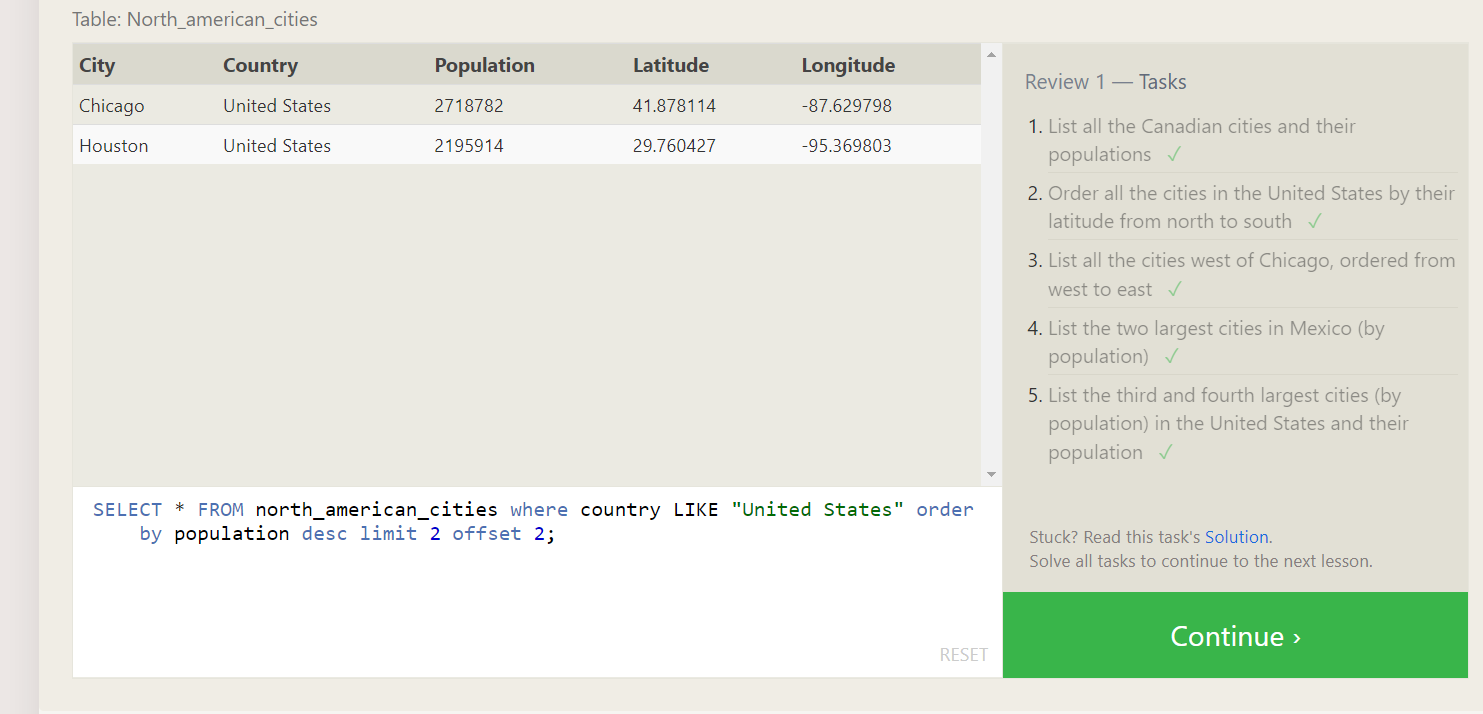 Table: North_american_cities
City Country Population Latitude Longitude
Chicago United States 2718782 41.878114 -87.629798
Houston United States 2195914 29.760427 -95.369803
SELECT * FROM north_american_cities where country LIKE "United States" order
by population desc limit 2 offset 2;
RESET
Review 1 — Tasks
1. List all the Canadian cities and their
populations ✓
2. Order all the cities in the United States by their
latitude from north to south ✓
3. List all the cities west of Chicago, ordered from
west to east ✓
4. List the two largest cities in Mexico (by
population) ✓
5. List the third and fourth largest cities (by
population) in the United States and their
population ✓
Stuck? Read this task's Solution.
Solve all tasks to continue to the next lesson.
Continue ›